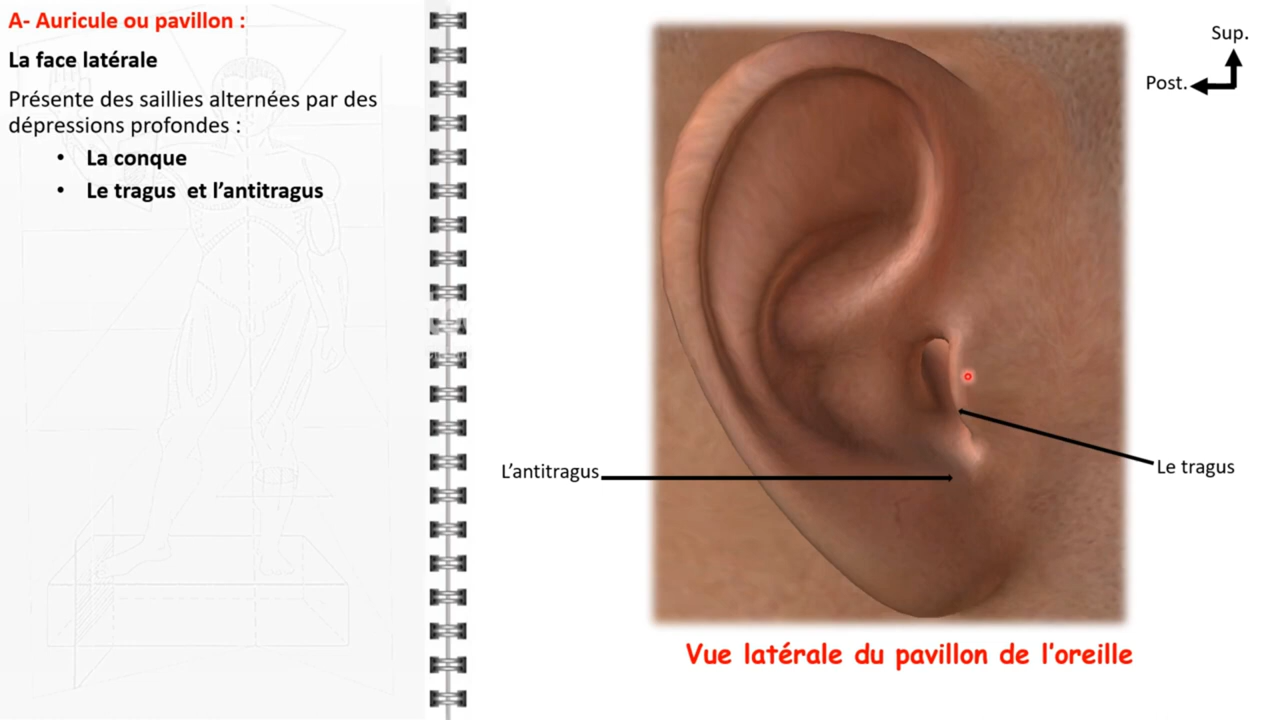 A- Auricule ou pavillon :
La face latérale
Présente des saillies alternées par des
dépressions profondes :
• La conque
• Le tragus et l’antitragus
Sup.
Post.
L’antitragus
Le tragus
Vue latérale du pavillon de l’oreille